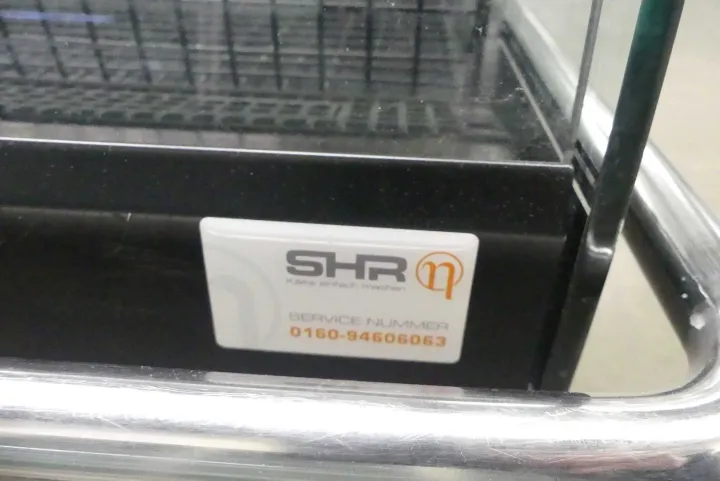 SHR η
Kälte einfach machen
SERVICE NUMMER
0160-94606063